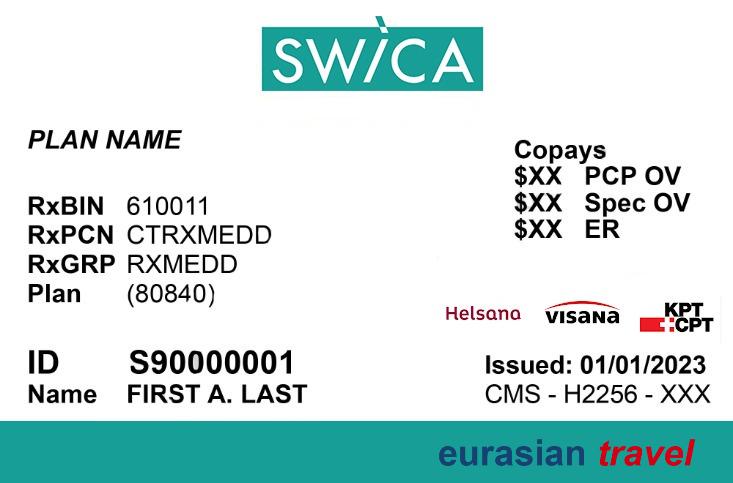 SWICA
PLAN NAME
Copays
$XX PCP OV
$XX Spec OV
$XX ER
RxBIN 610011
RxPCN CTRXMEDD
RxGRP RXMEDD
Plan (80840)
Helsana visana KPT
CPT
ID S90000001
Name FIRST A. LAST
Issued: 01/01/2023
CMS - H2256 - XXX
eurasian travel